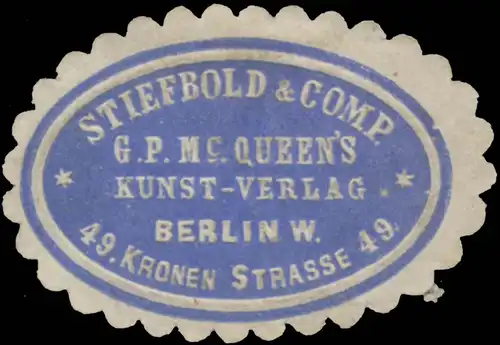 STIEFBOLD & COMP.
G. P. MC. QUEEN'S
KUNST-VERLAG
BERLIN W.
49. KRONEN STRASSE 49.